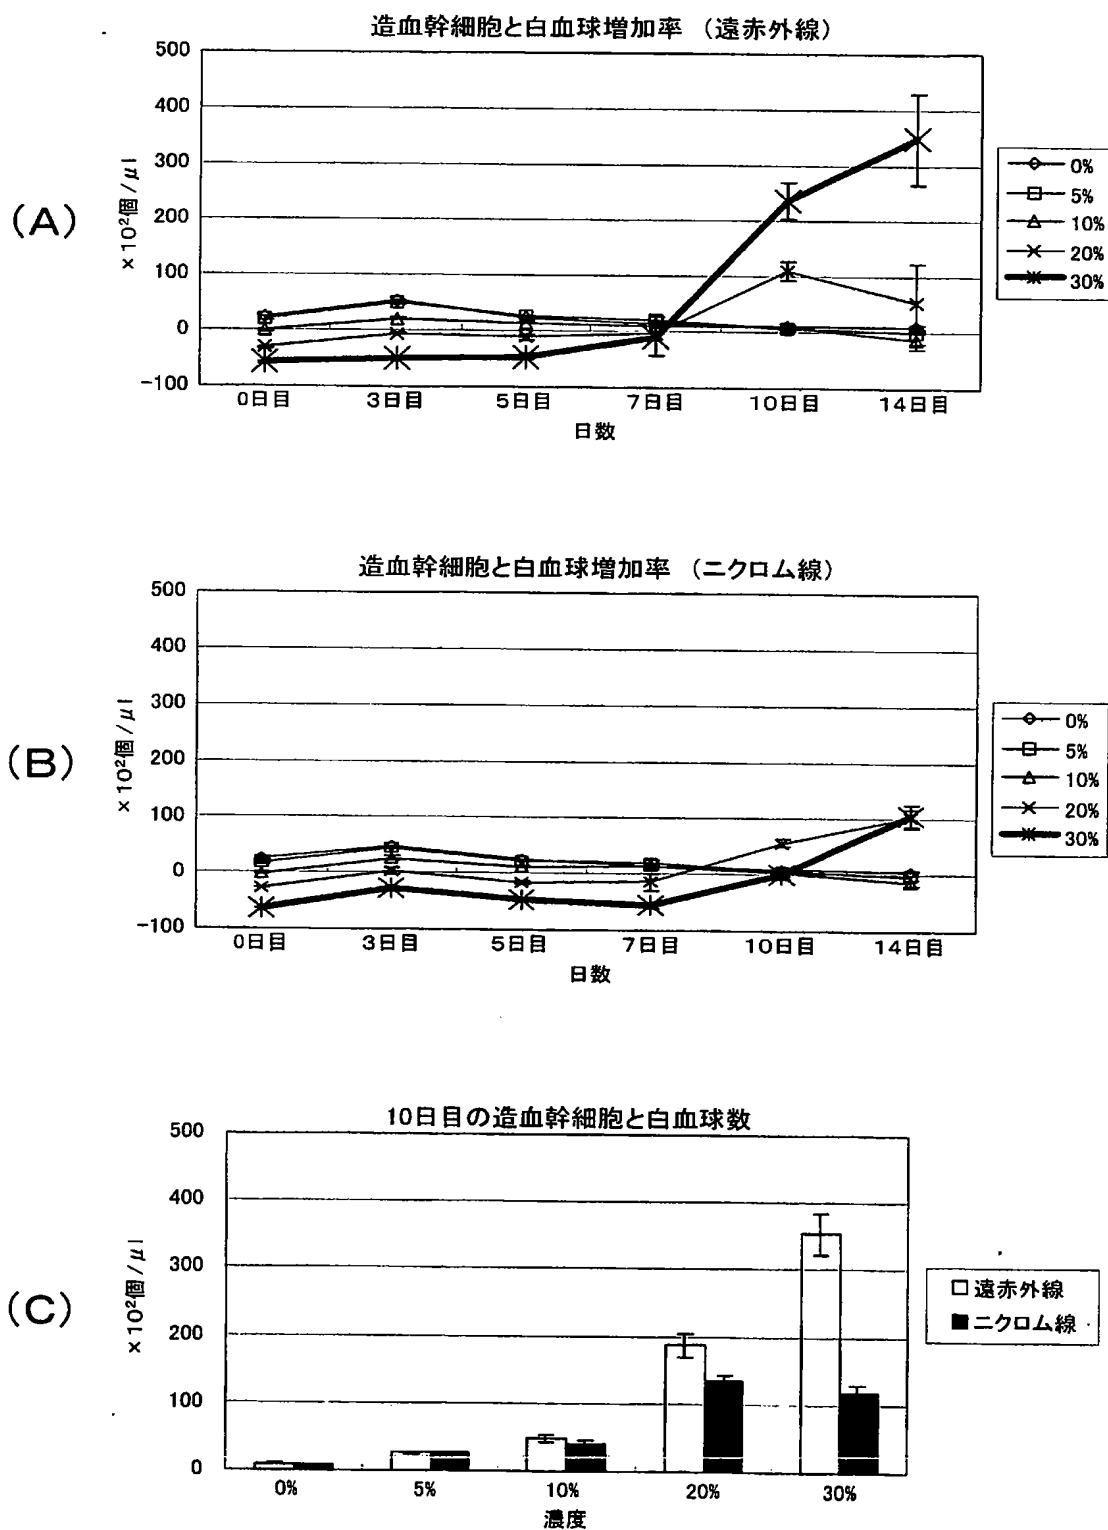 造血幹細胞と白血球増加率 (遠赤外線)
(A)
×10²個/μl
500
400
300
200
100
0
-100
0日目 3日目 5日目 7日目 10日目 14日目
日数
0%
5%
10%
20%
30%
造血幹細胞と白血球増加率 (ニクロム線)
(B)
×10²個/μl
500
400
300
200
100
0
-100
0日目 3日目 5日目 7日目 10日目 14日目
日数
0%
5%
10%
20%
30%
10日目の造血幹細胞と白血球数
(C)
×10²個/μl
500
400
300
200
100
0
0% 5% 10% 20% 30%
濃度
遠赤外線
ニクロム線